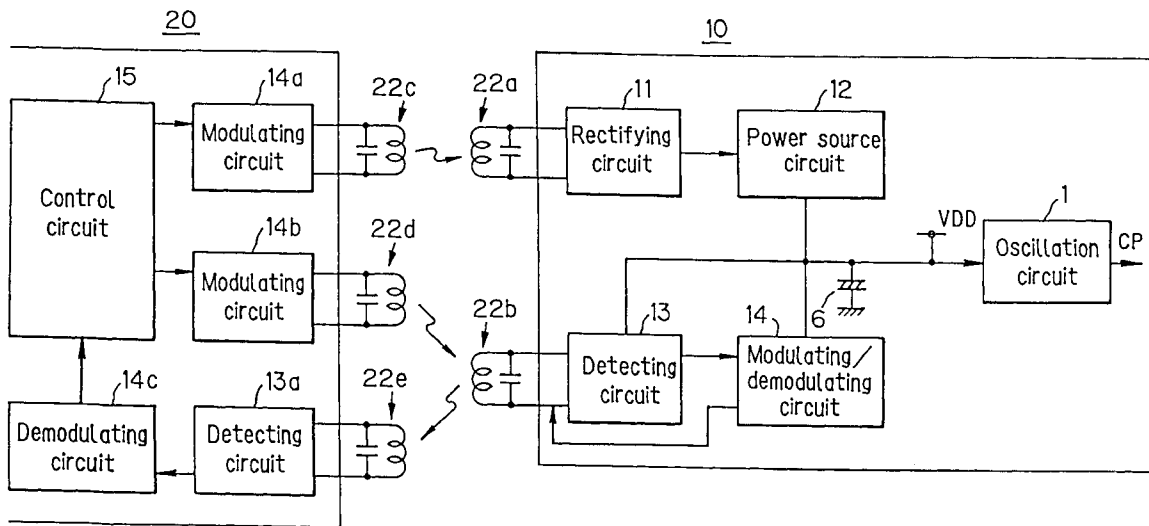 20
10
15
14a
22c
22a
11
12
Control
circuit
Modulating
circuit
Rectifying
circuit
Power source
circuit
14b
22d
Modulating
circuit
VDD
1
Oscillation
circuit
CP
6
22b
13
14
Detecting
circuit
Modulating/
demodulating
circuit
14c
13a
22e
Demodulating
circuit
Detecting
circuit